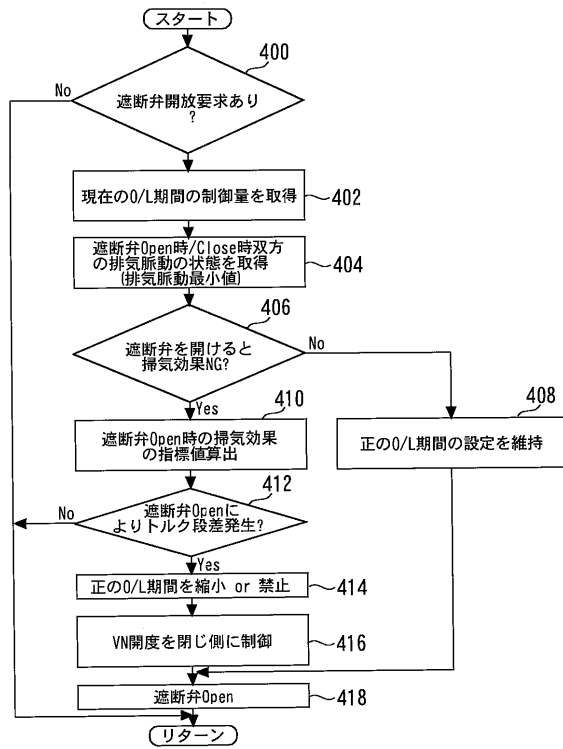 スタート
400
No
遮断弁開放要求あり
?
現在のO/L期間の制御量を取得
402
遮断弁Open時/Close時双方
の排気脈動の状態を取得
(排気脈動最小値)
404
406
遮断弁を開けると
掃気効果NG?
No
Yes
410
408
遮断弁Open時の掃気効果
の指標値算出
正のO/L期間の設定を維持
412
No
遮断弁Openに
よりトルク段差発生?
Yes
正のO/L期間を縮小 or 禁止
414
VN開度を閉じ側に制御
416
遮断弁Open
418
リターン